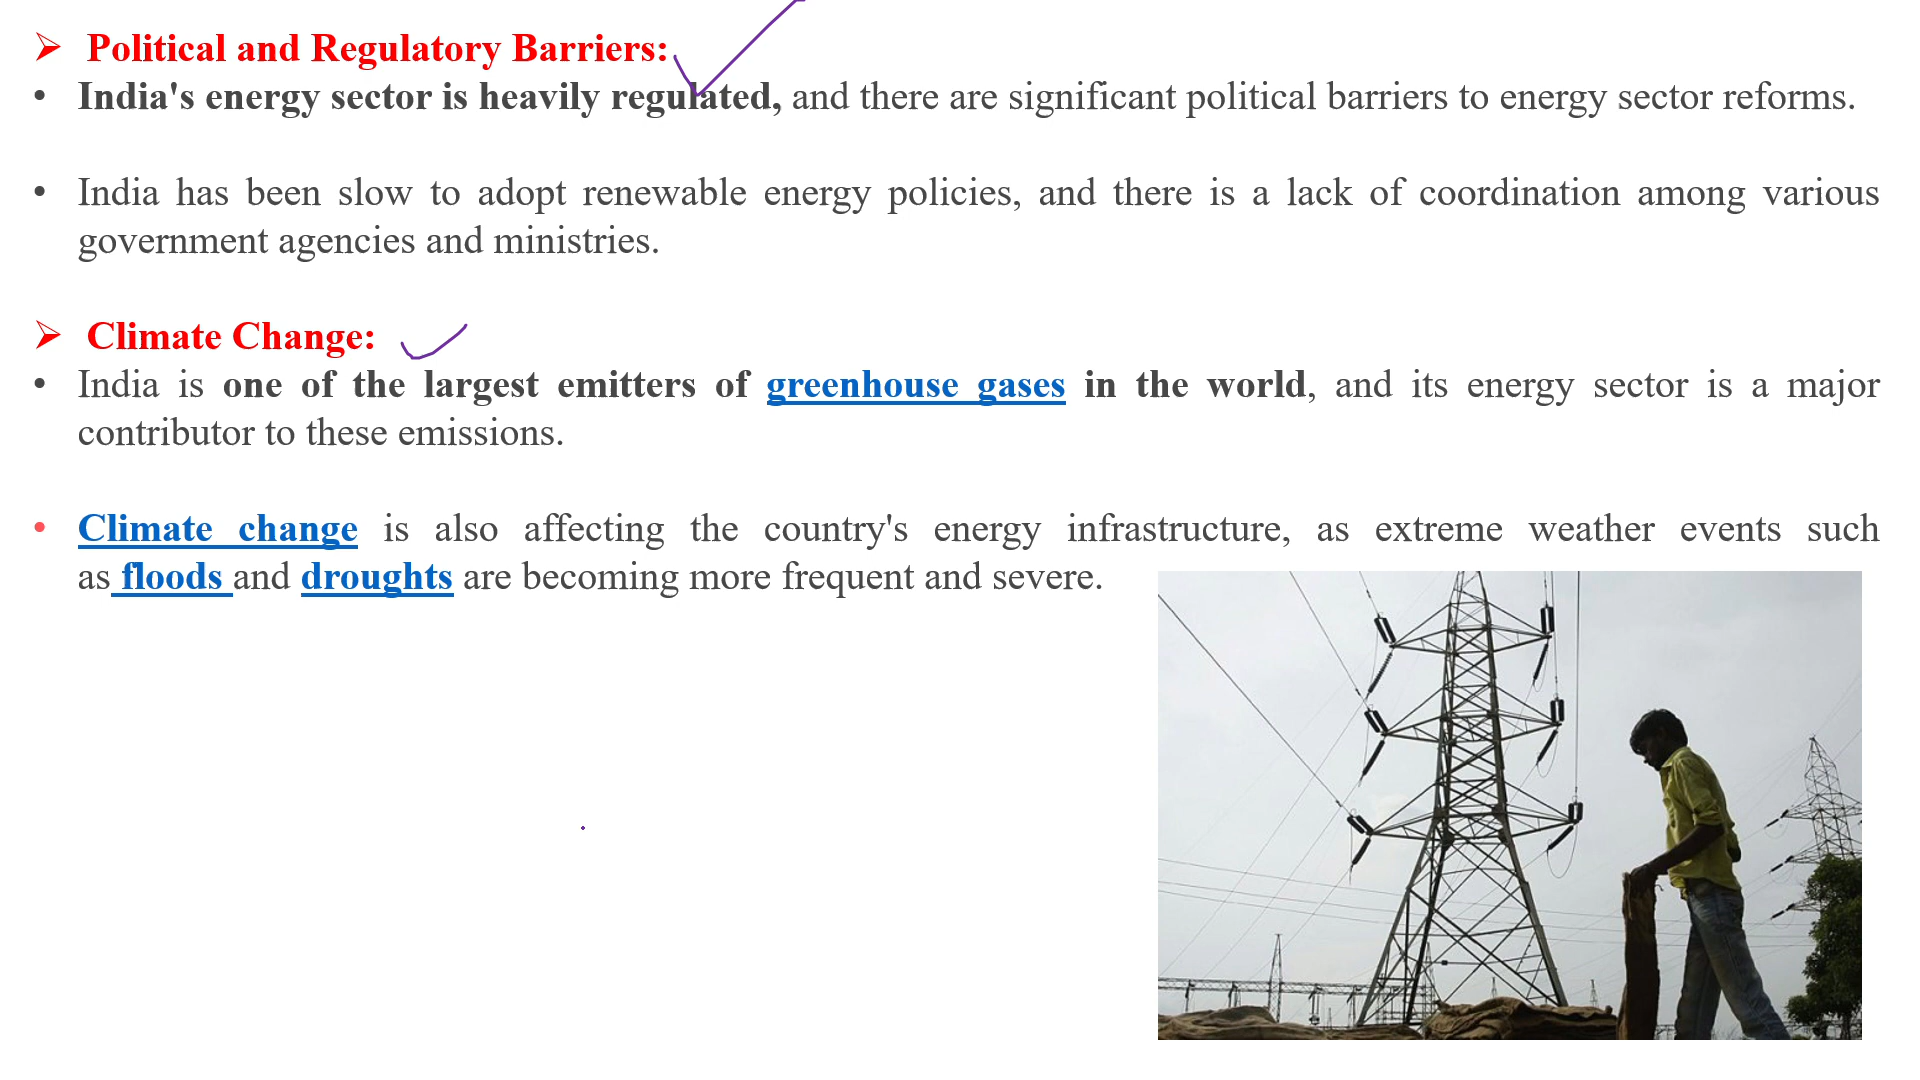 ➢ Political and Regulatory Barriers:
• India's energy sector is heavily regulated, and there are significant political barriers to energy sector reforms.
• India has been slow to adopt renewable energy policies, and there is a lack of coordination among various
government agencies and ministries.
➢ Climate Change:
• India is one of the largest emitters of greenhouse gases in the world, and its energy sector is a major
contributor to these emissions.
• Climate change is also affecting the country's energy infrastructure, as extreme weather events such
as floods and droughts are becoming more frequent and severe.